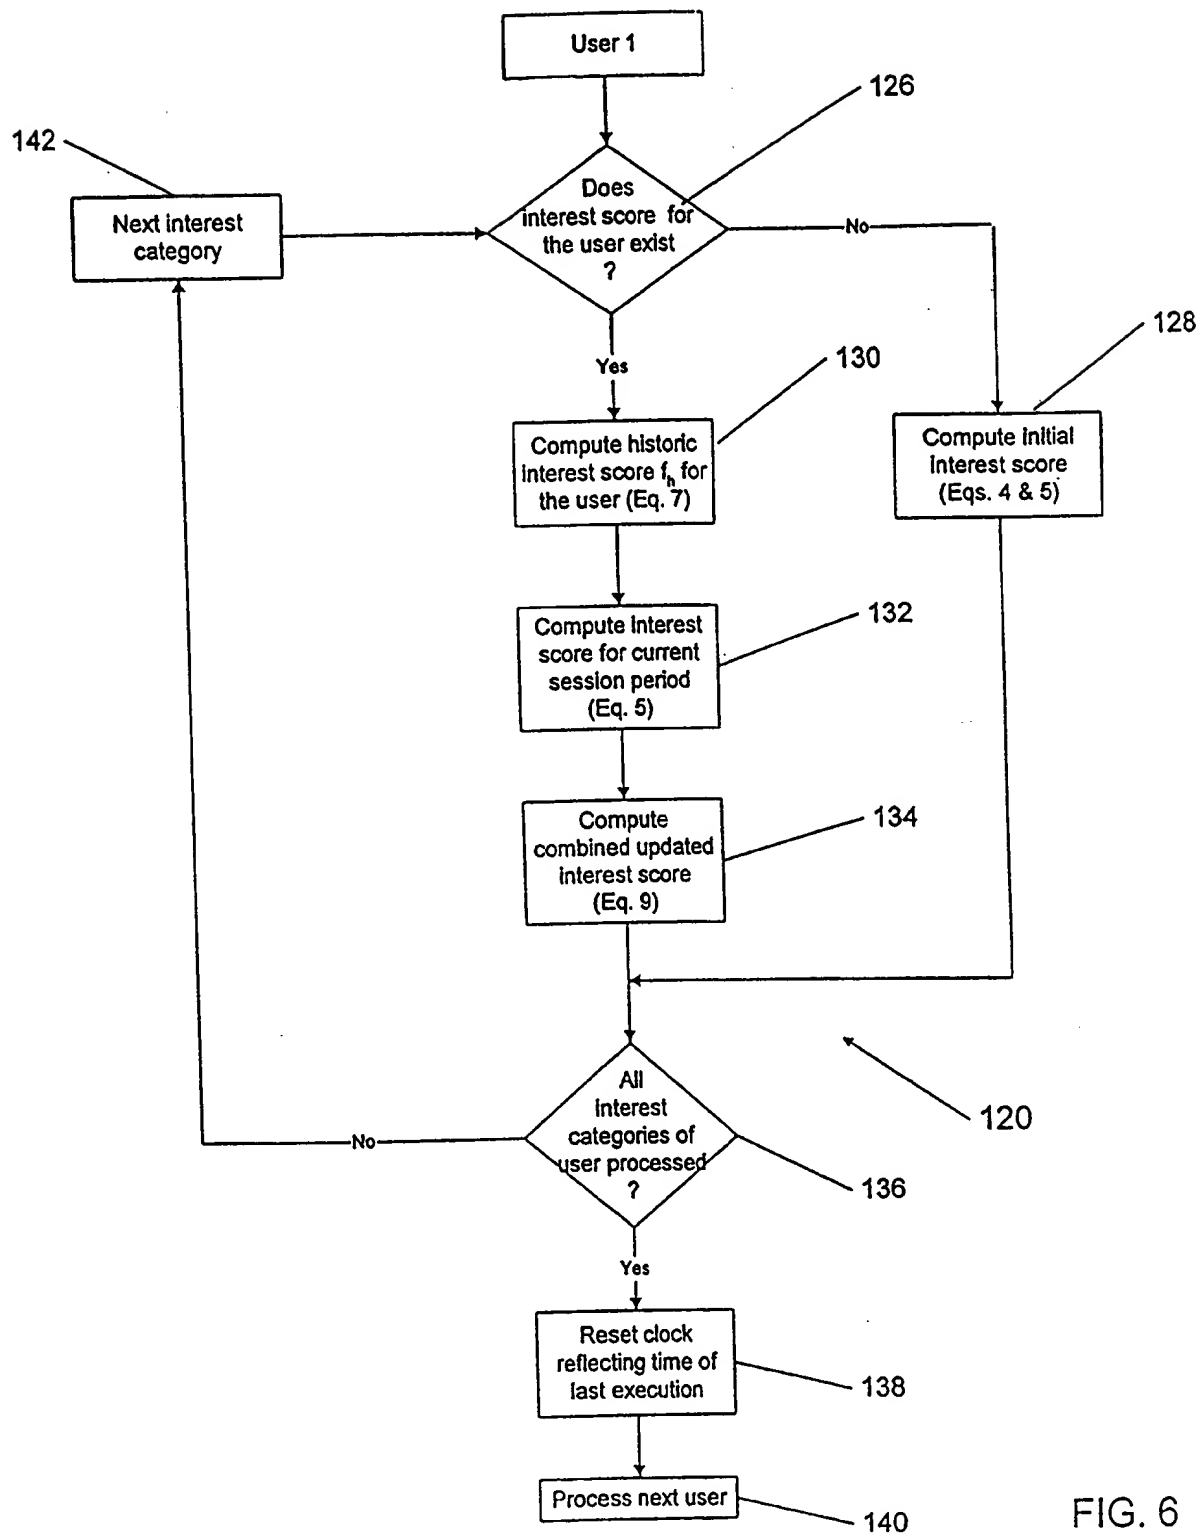 User 1
126
142
Does
interest score for
the user exist
?
Next interest
category
No
128
Yes
130
Compute historic
interest score fh for
the user (Eq. 7)
Compute initial
interest score
(Eqs. 4 & 5)
132
Compute interest
score for current
session period
(Eq. 5)
134
Compute
combined updated
interest score
(Eq. 9)
All
interest
categories of
user processed
?
120
No
136
Yes
Reset clock
reflecting time of
last execution
138
Process next user
140
FIG. 6